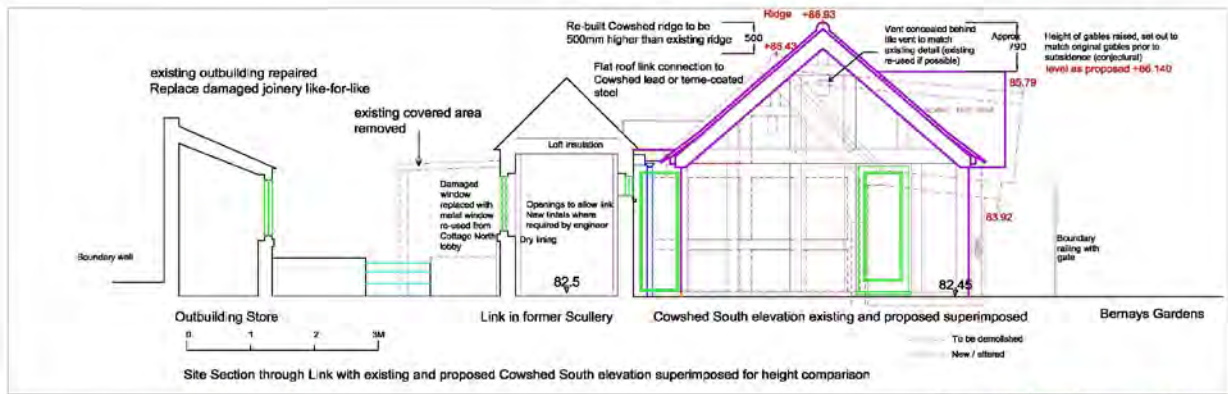 Re-built Cowshed ridge to be
500mm higher than existing ridge
500
Ridge +86.93
+86.43
Vent concealed behind
tile vent to match
existing detail (existing
re-used if possible)
Approx
790
Height of gables raised, set out to
match original gables prior to
subsidence (conjectural)
level as proposed +86.140
85.79
Flat roof link connection to
Cowshed lead or terne-coated
steel
existing outbuilding repaired
Replace damaged joinery like-for-like
existing covered area
removed
Loft insulation
Damaged
window
replaced with
metal window
re-used from
Cottage North
lobby
Openings to allow link
New lintels where
required by engineer
Dry lining
83.92
Boundary wall
Boundary
railing with
gate
82.5
82.45
Outbuilding Store
Link in former Scullery
Cowshed South elevation existing and proposed superimposed
Bernays Gardens
0 1 2 3M
To be demolished
New / altered
Site Section through Link with existing and proposed Cowshed South elevation superimposed for height comparison